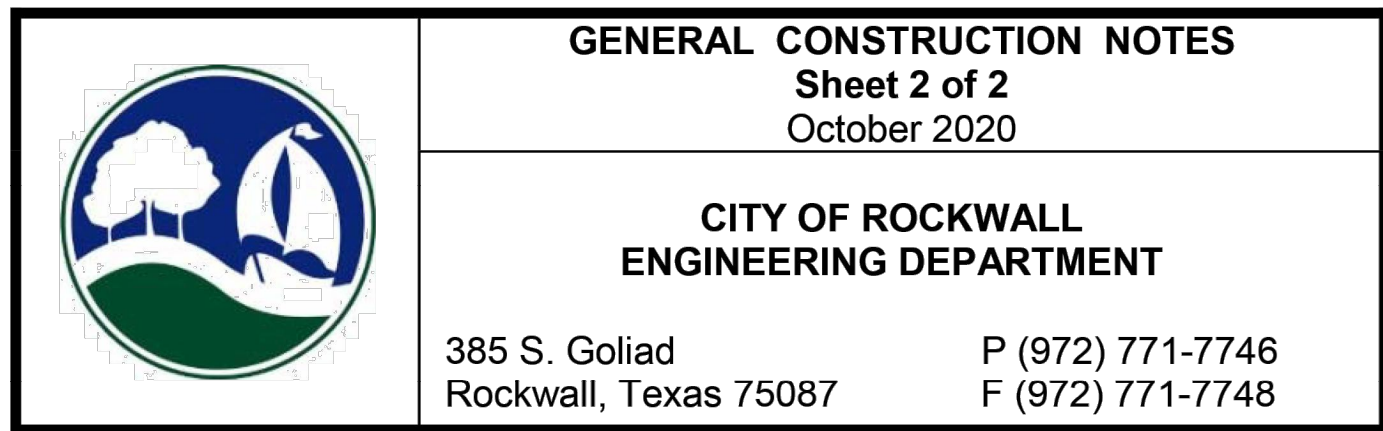 GENERAL CONSTRUCTION NOTES
Sheet 2 of 2
October 2020
CITY OF ROCKWALL
ENGINEERING DEPARTMENT
385 S. Goliad P (972) 771-7746
Rockwall, Texas 75087 F (972) 771-7748